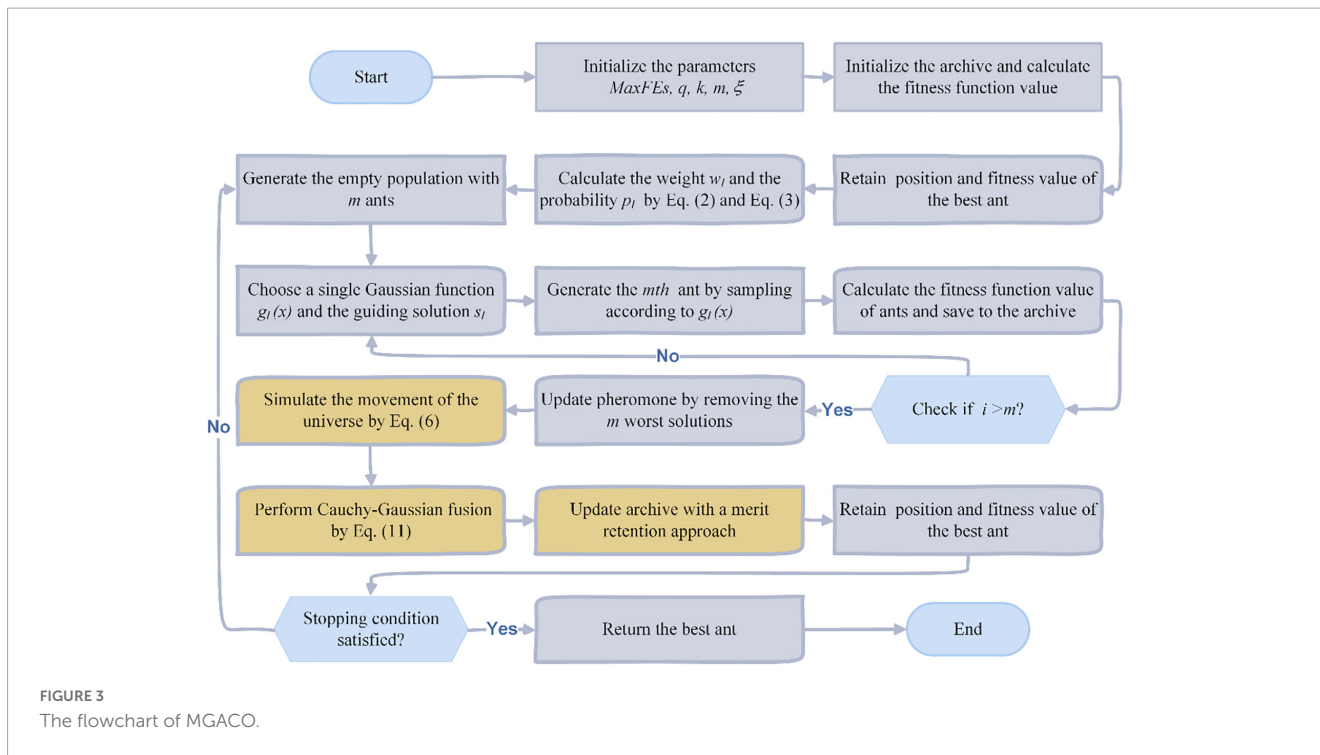 Start
Initialize the parameters
MaxFEs, q, k, m, ξ
Initialize the archive and calculate
the fitness function value
Generate the empty population with
m ants
Calculate the weight wl and the
probability pl by Eq. (2) and Eq. (3)
Retain position and fitness value of
the best ant
Choose a single Gaussian function
gl(x) and the guiding solution sl
Generate the mth ant by sampling
according to gl(x)
Calculate the fitness function value
of ants and save to the archive
No
Simulate the movement of the
universe by Eq. (6)
Update pheromone by removing the
m worst solutions
Yes
Check if i >m?
No
Perform Cauchy-Gaussian fusion
by Eq. (11)
Update archive with a merit
retention approach
Retain position and fitness value of
the best ant
Stopping condition
satisfied?
Yes
Return the best ant
End
FIGURE 3
The flowchart of MGACO.